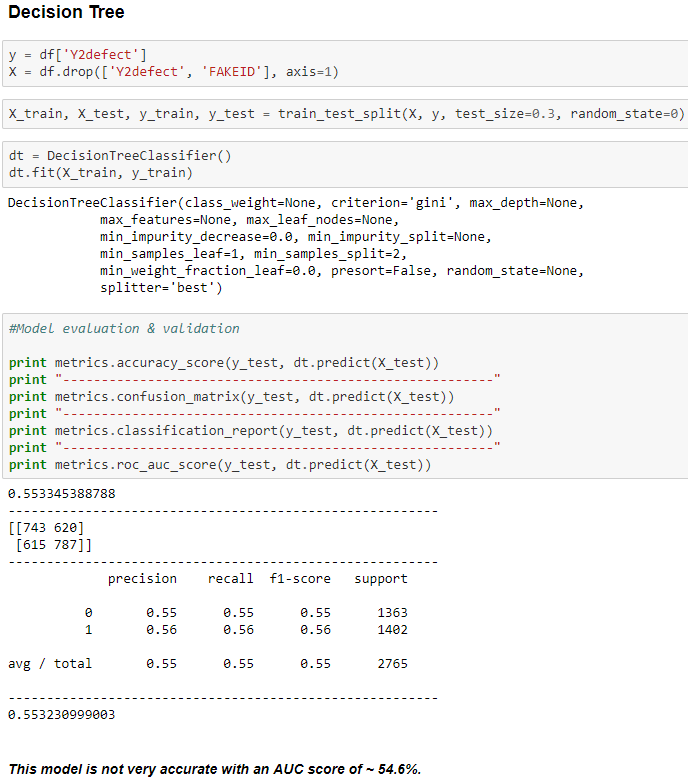 Decision Tree
y = df['Y2defect']
X = df.drop(['Y2defect', 'FAKEID'], axis=1)
X_train, X_test, y_train, y_test = train_test_split(X, y, test_size=0.3, random_state=0)
dt = DecisionTreeClassifier()
dt.fit(X_train, y_train)
DecisionTreeClassifier(class_weight=None, criterion='gini', max_depth=None,
            max_features=None, max_leaf_nodes=None,
            min_impurity_decrease=0.0, min_impurity_split=None,
            min_samples_leaf=1, min_samples_split=2,
            min_weight_fraction_leaf=0.0, presort=False, random_state=None,
            splitter='best')
#Model evaluation & validation
print metrics.accuracy_score(y_test, dt.predict(X_test))
print "--------------------------------------------------------"
print metrics.confusion_matrix(y_test, dt.predict(X_test))
print "--------------------------------------------------------"
print metrics.classification_report(y_test, dt.predict(X_test))
print "--------------------------------------------------------"
print metrics.roc_auc_score(y_test, dt.predict(X_test))
0.553345388788
--------------------------------------------------------
[[743 620]
 [615 787]]
--------------------------------------------------------
             precision    recall  f1-score   support
          0       0.55      0.55      0.55      1363
          1       0.56      0.56      0.56      1402
avg / total       0.55      0.55      0.55      2765
--------------------------------------------------------
0.553230999003
This model is not very accurate with an AUC score of ~ 54.6%.